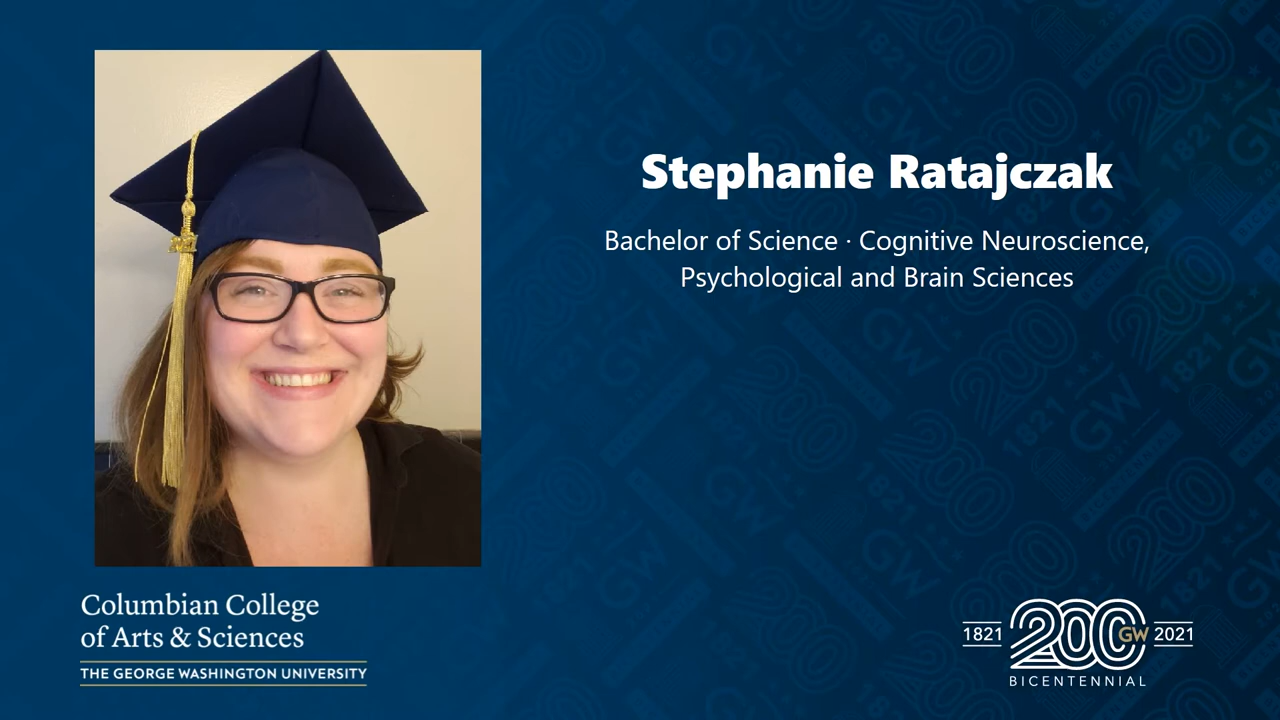 Stephanie Ratajczak
Bachelor of Science · Cognitive Neuroscience,
Psychological and Brain Sciences
Columbian College
of Arts & Sciences
THE GEORGE WASHINGTON UNIVERSITY
1821 200 GW 2021
BICENTENNIAL